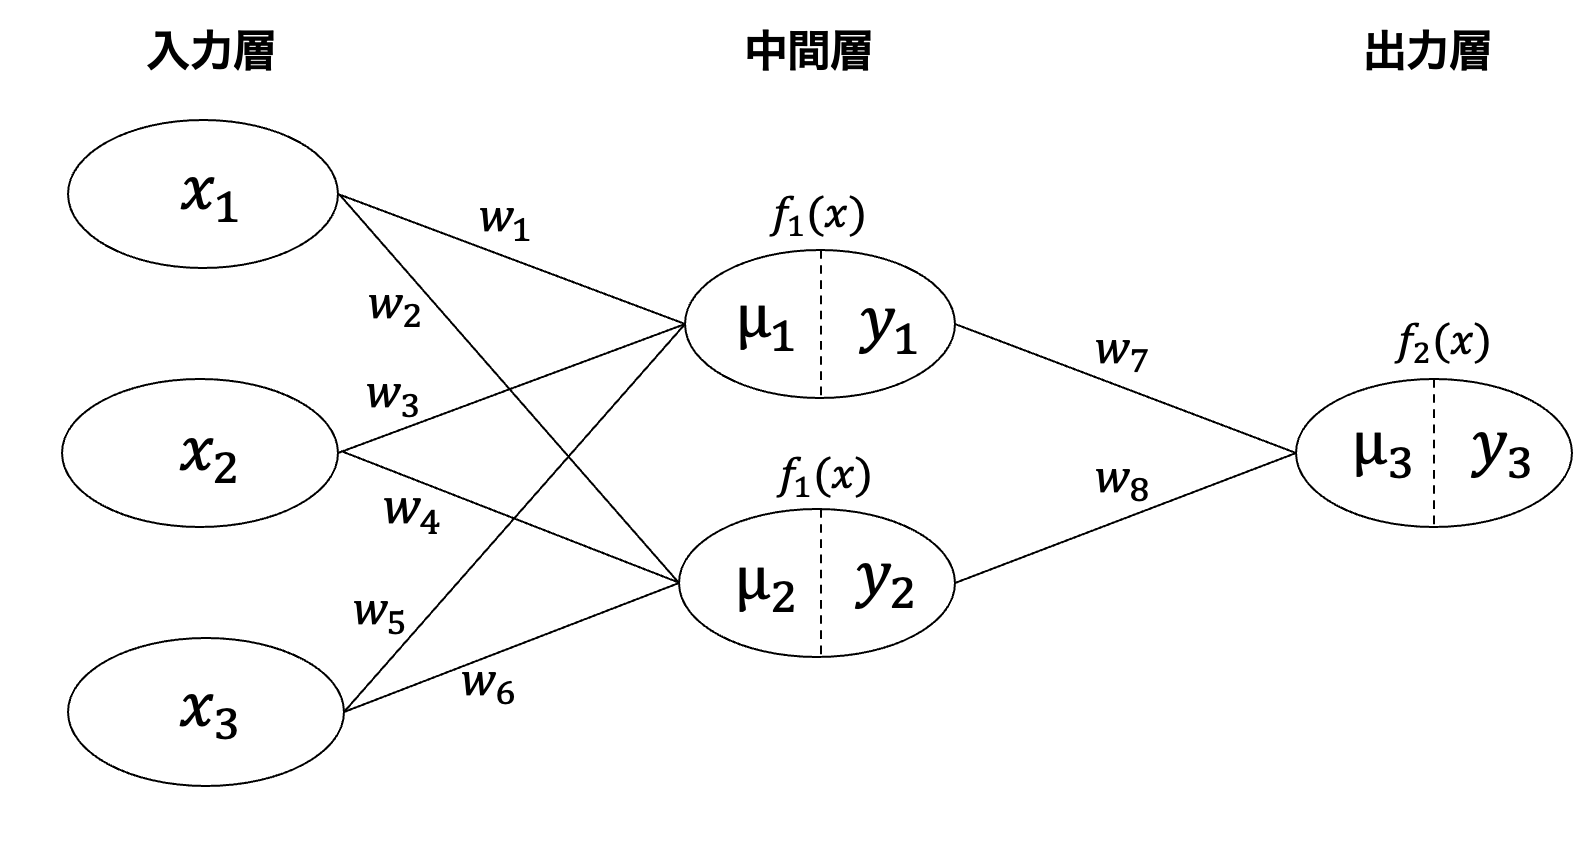 入力層
中間層
出力層
x₁
x₂
x₃
w₁
w₂
w₃
w₄
w₅
w₆
f₁(x)
μ₁ y₁
f₁(x)
μ₂ y₂
w₇
w₈
f₂(x)
μ₃ y₃